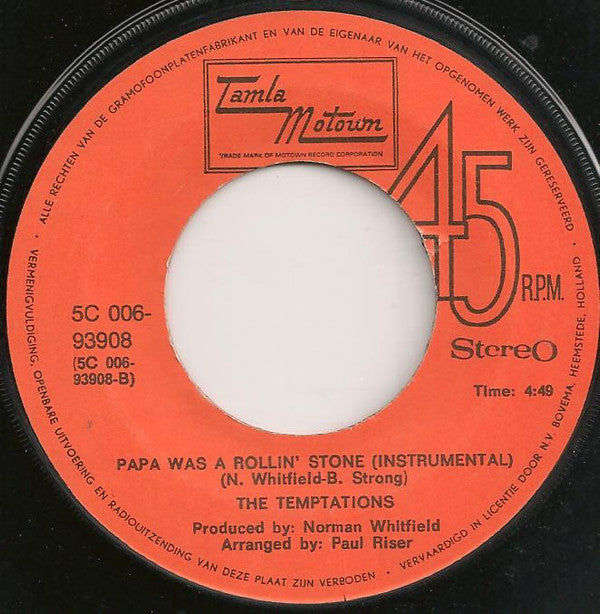 ALLE RECHTEN VAN DE GRAMOFOONPLATENFABRIKANT EN VAN DE EIGENAAR VAN HET OPGENOMEN WERK ZIJN GERESERVEERD
Tamla
Motown
TRADE MARK OF MOTOWN RECORD CORPORATION
45
R.P.M.
Stereo
5C 006-
93908
(5C 006-
93908-B)
Time: 4:49
PAPA WAS A ROLLIN' STONE (INSTRUMENTAL)
(N. Whitfield-B. Strong)
THE TEMPTATIONS
Produced by: Norman Whitfield
Arranged by: Paul Riser
VERMENIGVULDIGING, OPENBARE UITVOERING EN RADIOUITZENDING VAN DEZE PLAAT ZIJN VERBODEN
VERVAARDIGD IN LICENTIE DOOR N.V. BOVEMA, HEEMSTEDE, HOLLAND